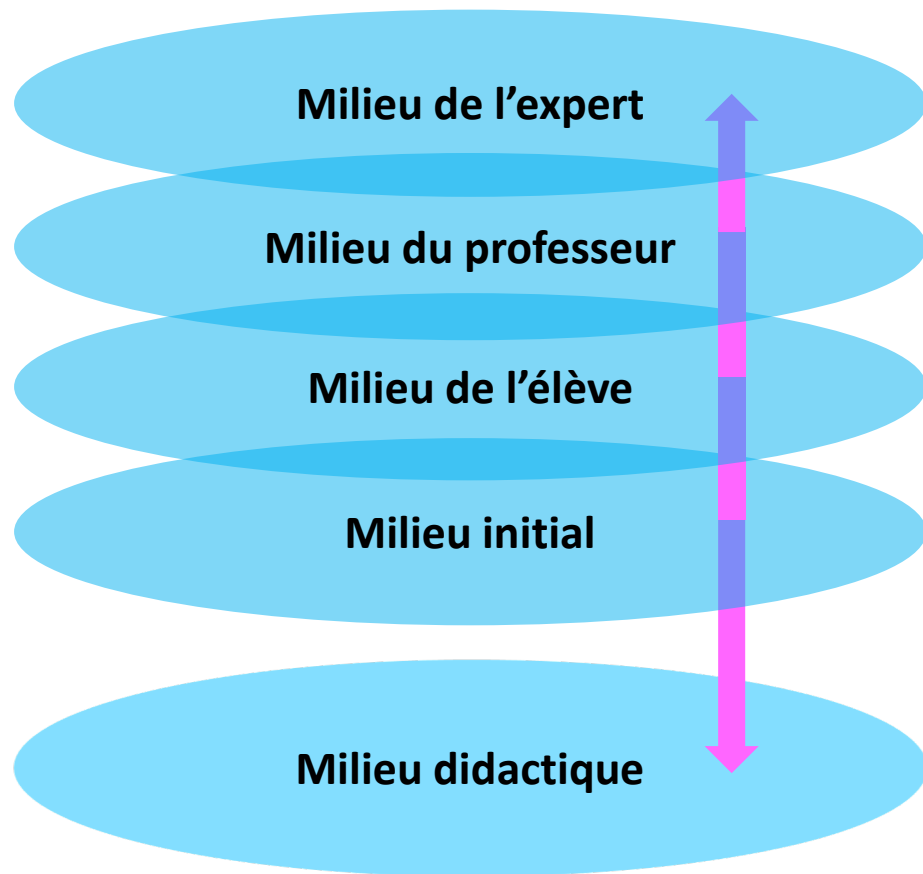 Milieu de l’expert
Milieu du professeur
Milieu de l’élève
Milieu initial
Milieu didactique